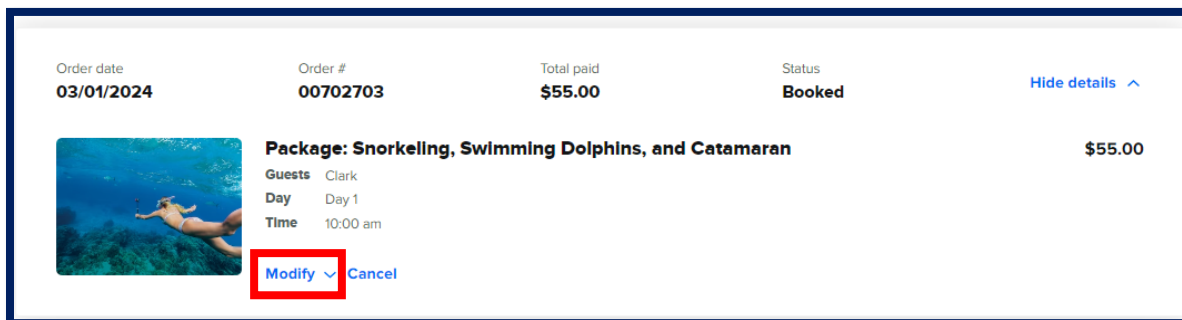 Order date Order # Total paid Status
03/01/2024 00702703 $55.00 Booked Hide details
Package: Snorkeling, Swimming Dolphins, and Catamaran $55.00
Guests Clark
Day Day 1
Time 10:00 am
Modify Cancel